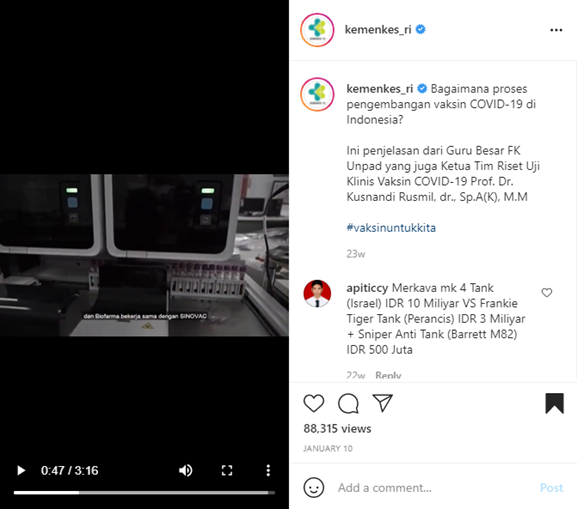 kemenkes_ri
kemenkes_ri Bagaimana proses
pengembangan vaksin COVID-19 di
Indonesia?
Ini penjelasan dari Guru Besar FK
Unpad yang juga Ketua Tim Riset Uji
Klinis Vaksin COVID-19 Prof. Dr.
Kusnandi Rusmil, dr., Sp.A(K), M.M
#vaksinuntukkita
23w
apiticcy Merkava mk 4 Tank
(Israel) IDR 10 Miliyar VS Frankie
Tiger Tank (Perancis) IDR 3 Miliyar
+ Sniper Anti Tank (Barrett M82)
IDR 500 Juta
22w Reply
dan Biofarma bekerja sama dengan SINOVAC
0:47 / 3:16
88,315 views
JANUARY 10
Add a comment... Post